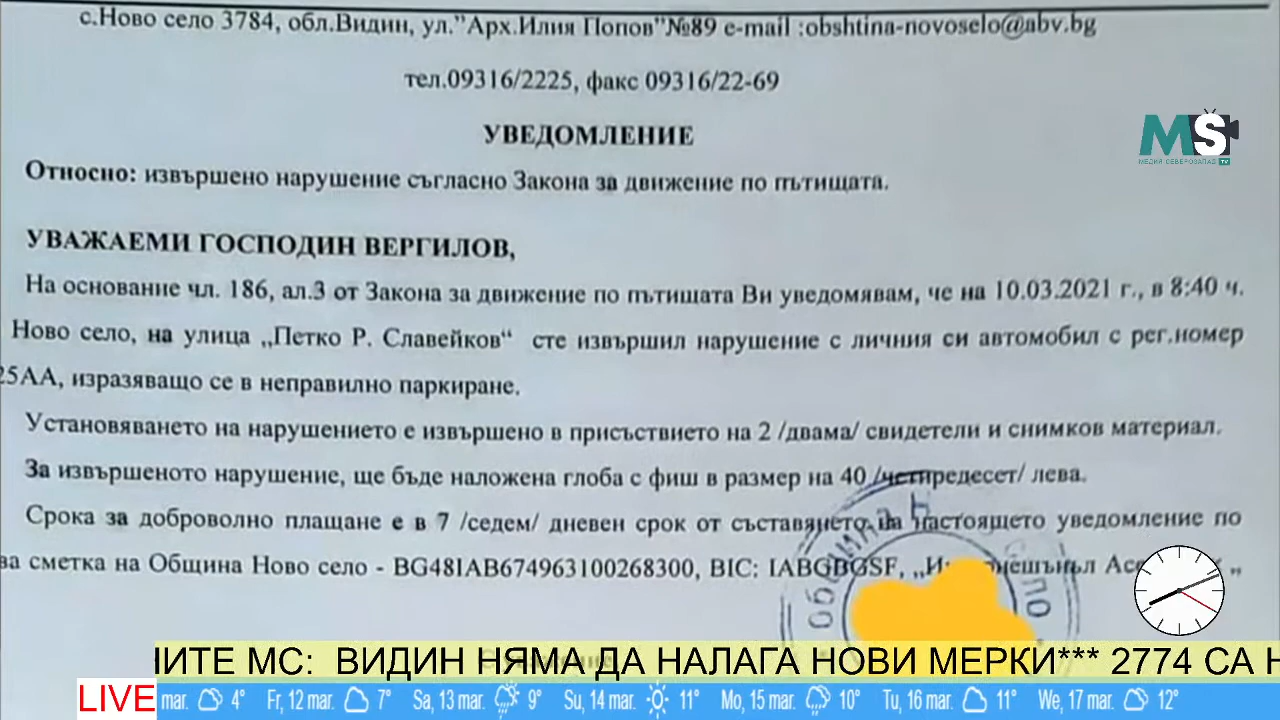 с.Ново село 3784, обл.Видин, ул."Арх.Илия Попов"№89 e-mail :obshtina-novoselo@abv.bg
тел.09316/2225, факс 09316/22-69
УВЕДОМЛЕНИЕ
MS
МЕДИЯ СЕВЕРОЗАПАД TV
Относно: извършено нарушение съгласно Закона за движение по пътищата.
УВАЖАЕМИ ГОСПОДИН ВЕРГИЛОВ,
На основание чл. 186, ал.3 от Закона за движение по пътищата Ви уведомявам, че на 10.03.2021 г., в 8:40 ч.
Ново село, на улица „Петко Р. Славейков“ сте извършил нарушение с личния си автомобил с рег.номер
25АА, изразяващо се в неправилно паркиране.
Установяването на нарушението е извършено в присъствието на 2 /двама/ свидетели и снимков материал.
За извършеното нарушение, ще бъде наложена глоба с фиш в размер на 40 /четиредесет/ лева.
Срока за доброволно плащане е в 7 /седем/ дневен срок от съставянето на настоящето уведомление по
ва сметка на Община Ново село - BG48IAB674963100268300, BIC: IABGBGSF,
ИТЕ МС: ВИДИН НЯМА ДА НАЛАГА НОВИ МЕРКИ*** 2774 СА Н
LIVE mar. 4° Fr, 12 mar. 7° Sa, 13 mar. 9° Su, 14 mar. 11° Mo, 15 mar. 10° Tu, 16 mar. 11° We, 17 mar. 12°